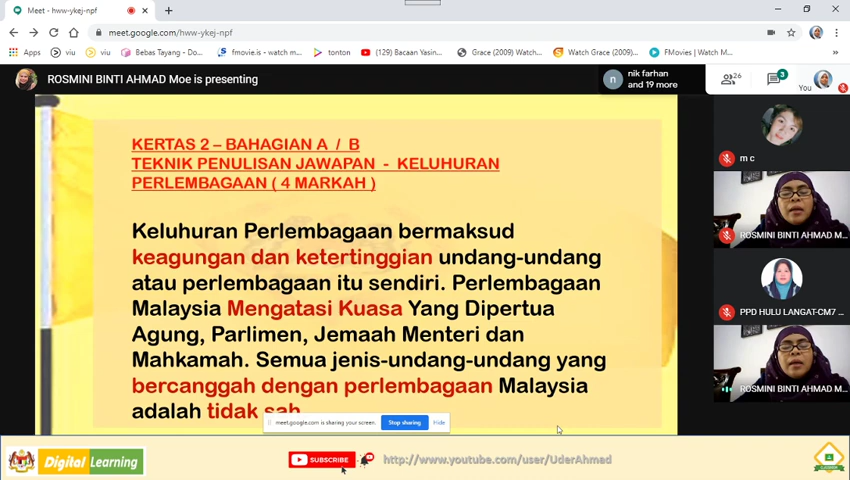 Meet - hww-ykej-npf
meet.google.com/hww-ykej-npf
Apps viu viu Bebas Tayang - Do... fmovie.is - watch m... tonton (129) Bacaan Yasin... Grace (2009) Watc... Watch Grace (2009)... FMovies | Watch M...
ROSMINI BINTI AHMAD Moe is presenting
n nik farhan
and 19 more
26
3
You
KERTAS 2 – BAHAGIAN A / B
TEKNIK PENULISAN JAWAPAN - KELUHURAN
PERLEMBAGAAN ( 4 MARKAH )
Keluhuran Perlembagaan bermaksud
keagungan dan ketertinggian undang-undang
atau perlembagaan itu sendiri. Perlembagaan
Malaysia Mengatasi Kuasa Yang Dipertua
Agung, Parlimen, Jemaah Menteri dan
Mahkamah. Semua jenis-undang-undang yang
bercanggah dengan perlembagaan Malaysia
adalah tidak sah
m c
ROSMINI BINTI AHMAD M...
PPD HULU LANGAT-CM7 ...
ROSMINI BINTI AHMAD M...
meet.google.com is sharing your screen. Stop sharing Hide
Digital Learning
SUBSCRIBE
http://www.youtube.com/user/UderAhmad